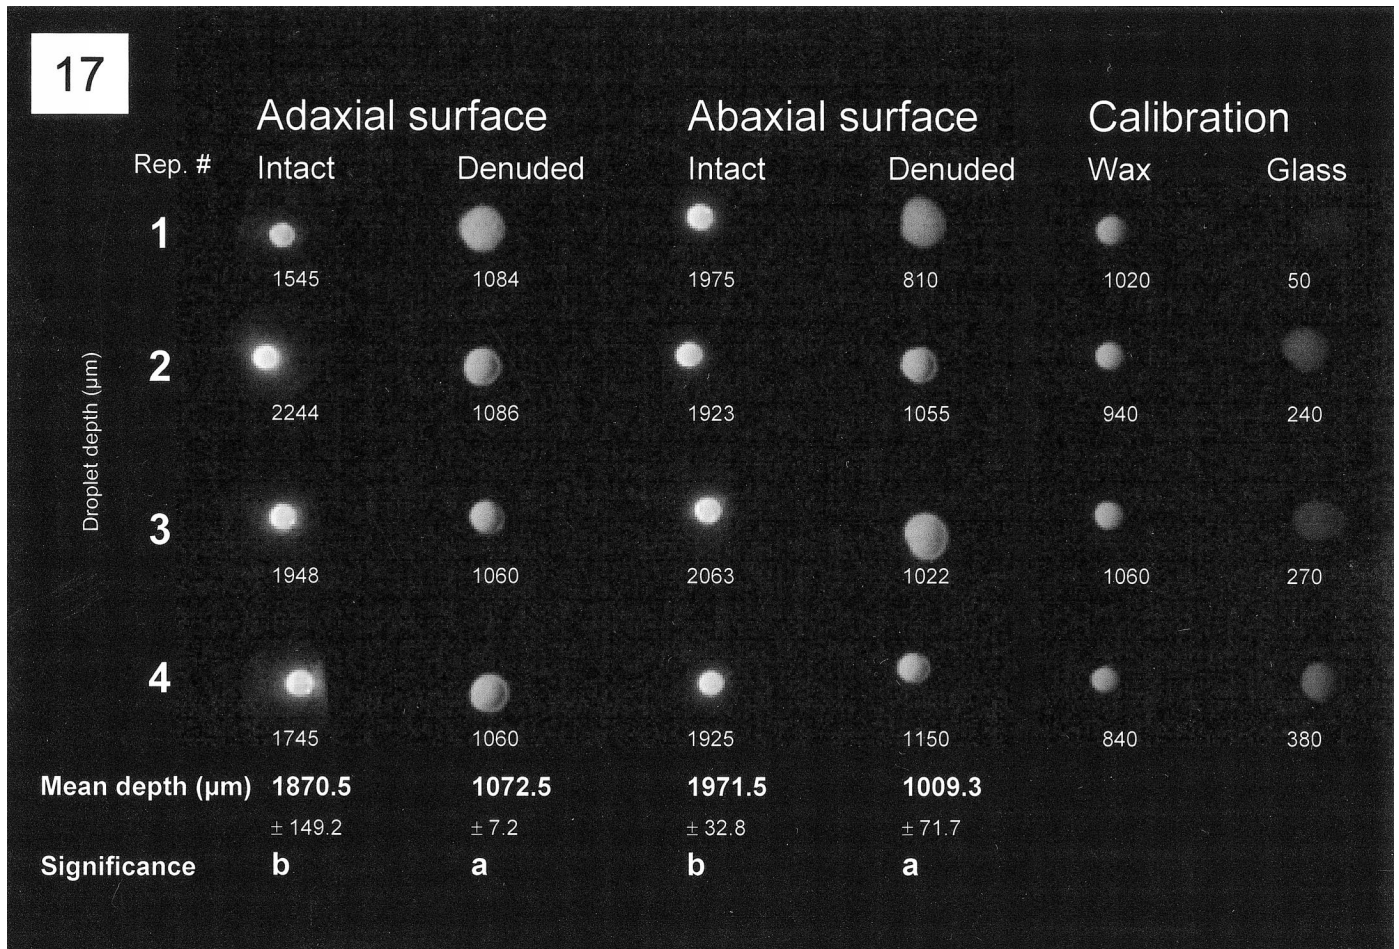 17
Adaxial surface Abaxial surface Calibration
Rep. # Intact Denuded Intact Denuded Wax Glass
1
1545 1084 1975 810 1020 50
2
2244 1086 1923 1055 940 240
Droplet depth (µm)
3
1948 1060 2063 1022 1060 270
4
1745 1060 1925 1150 840 380
Mean depth (µm) 1870.5 1072.5 1971.5 1009.3
± 149.2 ± 7.2 ± 32.8 ± 71.7
Significance b a b a